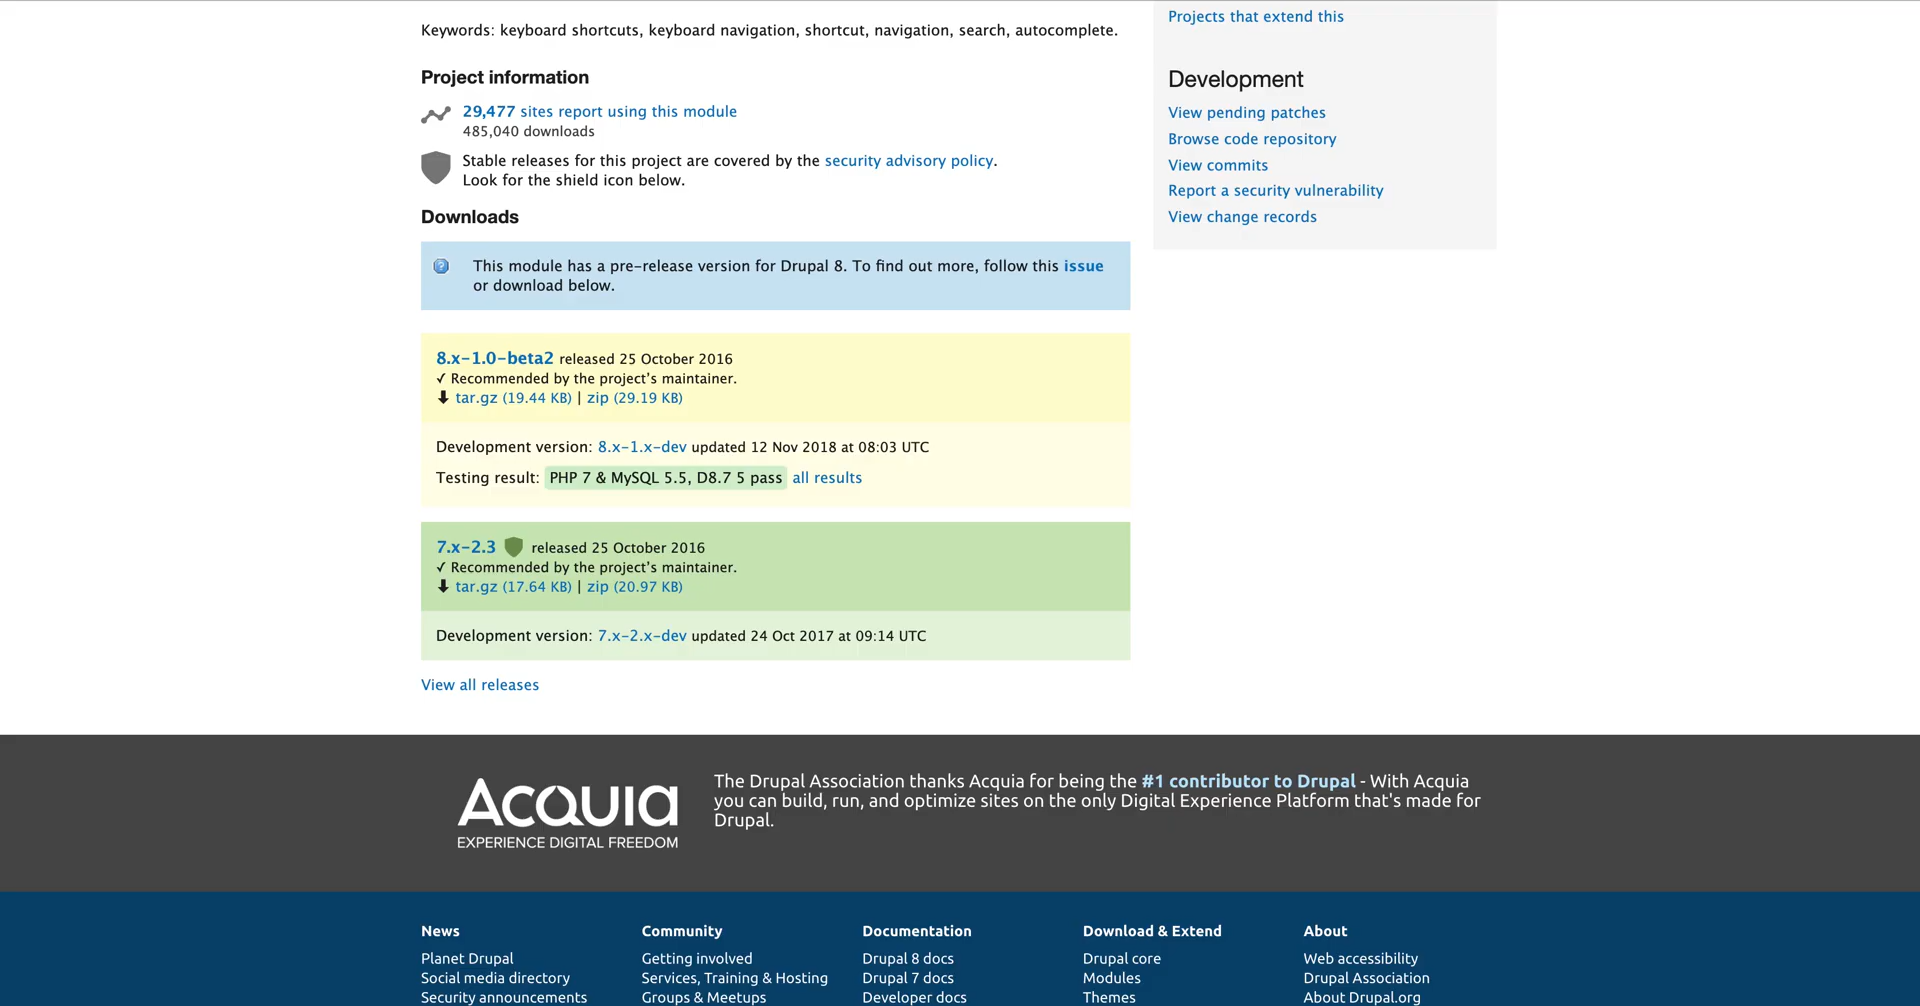 Projects that extend this
Keywords: keyboard shortcuts, keyboard navigation, shortcut, navigation, search, autocomplete.
Project information
29,477 sites report using this module
485,040 downloads
Stable releases for this project are covered by the security advisory policy.
Look for the shield icon below.
Downloads
This module has a pre-release version for Drupal 8. To find out more, follow this issue
or download below.
8.x-1.0-beta2 released 25 October 2016
✓ Recommended by the project's maintainer.
tar.gz (19.44 KB) | zip (29.19 KB)
Development version: 8.x-1.x-dev updated 12 Nov 2018 at 08:03 UTC
Testing result: PHP 7 & MySQL 5.5, D8.7 5 pass all results
7.x-2.3 released 25 October 2016
✓ Recommended by the project's maintainer.
tar.gz (17.64 KB) | zip (20.97 KB)
Development version: 7.x-2.x-dev updated 24 Oct 2017 at 09:14 UTC
View all releases
Development
View pending patches
Browse code repository
View commits
Report a security vulnerability
View change records
ACQUIA
EXPERIENCE DIGITAL FREEDOM
The Drupal Association thanks Acquia for being the #1 contributor to Drupal - With Acquia
you can build, run, and optimize sites on the only Digital Experience Platform that's made for
Drupal.
News
Planet Drupal
Social media directory
Security announcements
Community
Getting involved
Services, Training & Hosting
Groups & Meetups
Documentation
Drupal 8 docs
Drupal 7 docs
Developer docs
Download & Extend
Drupal core
Modules
Themes
About
Web accessibility
Drupal Association
About Drupal.org